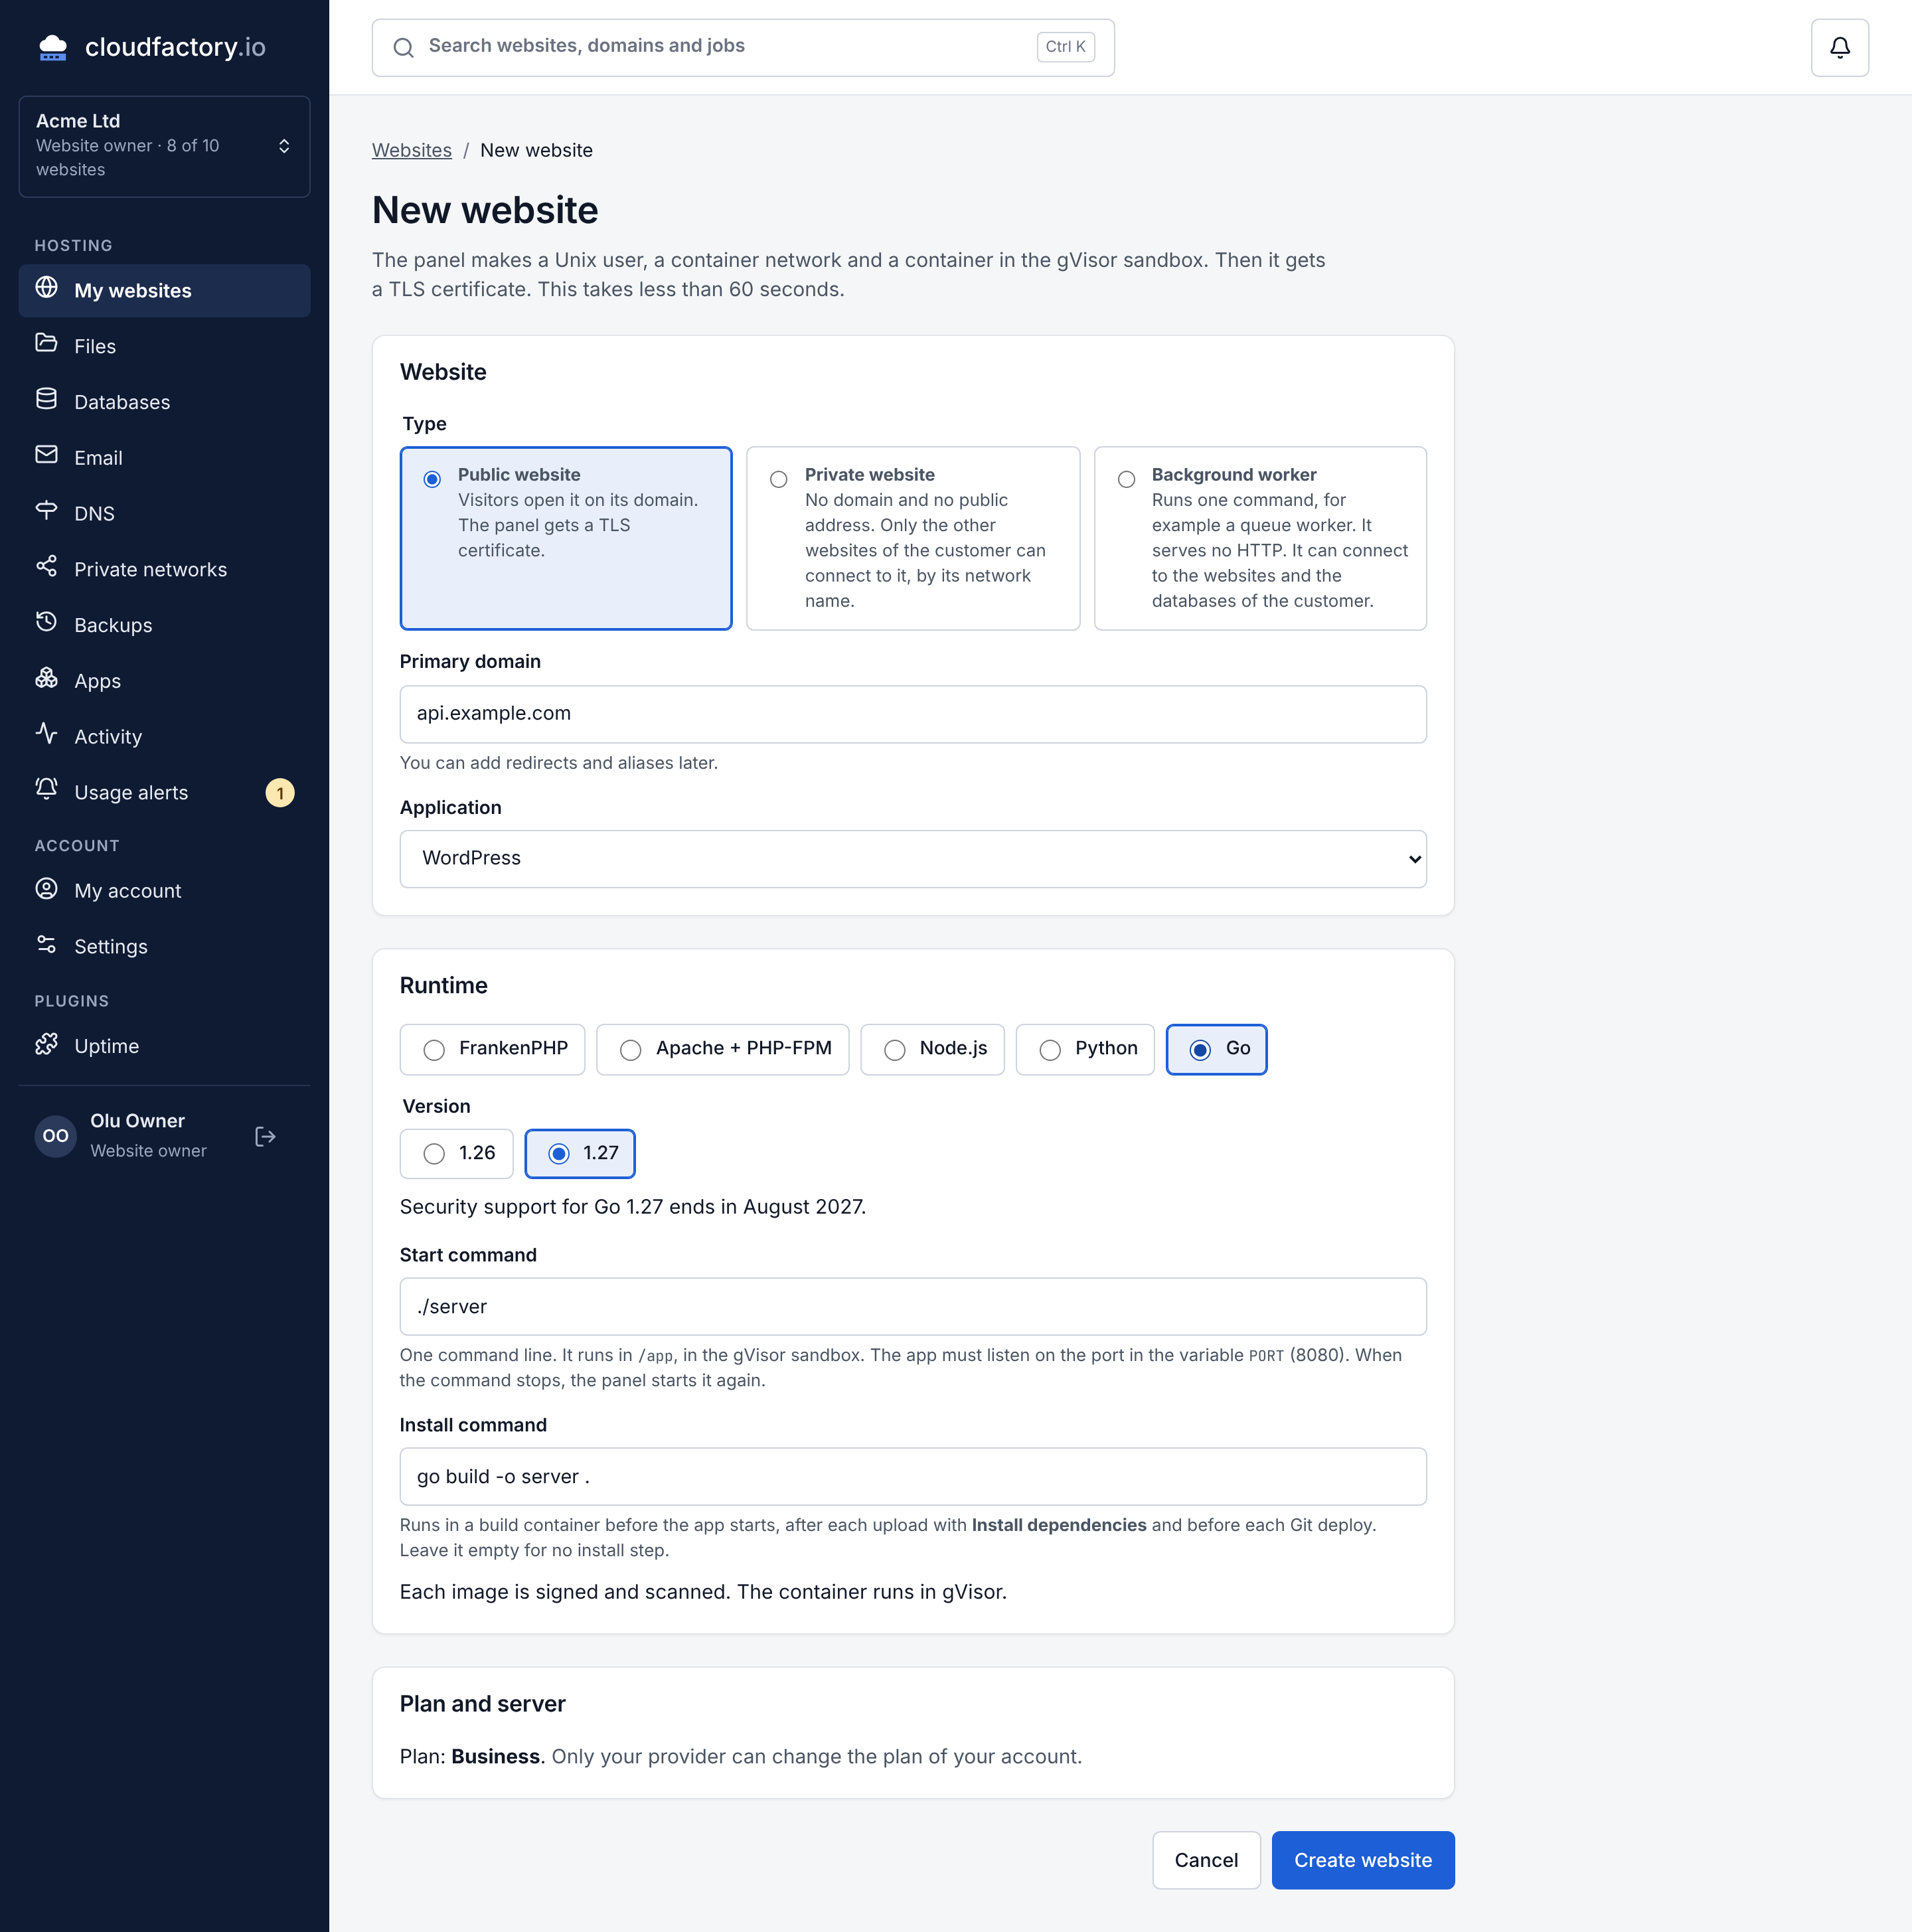 cloudfactory.io
Acme Ltd
Website owner · 8 of 10
websites
HOSTING
My websites
Files
Databases
Email
DNS
Private networks
Backups
Apps
Activity
Usage alerts
1
ACCOUNT
My account
Settings
PLUGINS
Uptime
OO
Olu Owner
Website owner
Search websites, domains and jobs
Ctrl K
Websites / New website
New website
The panel makes a Unix user, a container network and a container in the gVisor sandbox. Then it gets
a TLS certificate. This takes less than 60 seconds.
Website
Type
Public website
Visitors open it on its domain.
The panel gets a TLS
certificate.
Private website
No domain and no public
address. Only the other
websites of the customer can
connect to it, by its network
name.
Background worker
Runs one command, for
example a queue worker. It
serves no HTTP. It can connect
to the websites and the
databases of the customer.
Primary domain
api.example.com
You can add redirects and aliases later.
Application
WordPress
Runtime
FrankenPHP
Apache + PHP-FPM
Node.js
Python
Go
Version
1.26
1.27
Security support for Go 1.27 ends in August 2027.
Start command
./server
One command line. It runs in /app, in the gVisor sandbox. The app must listen on the port in the variable PORT (8080). When
the command stops, the panel starts it again.
Install command
go build -o server .
Runs in a build container before the app starts, after each upload with Install dependencies and before each Git deploy.
Leave it empty for no install step.
Each image is signed and scanned. The container runs in gVisor.
Plan and server
Plan: Business. Only your provider can change the plan of your account.
Cancel
Create website